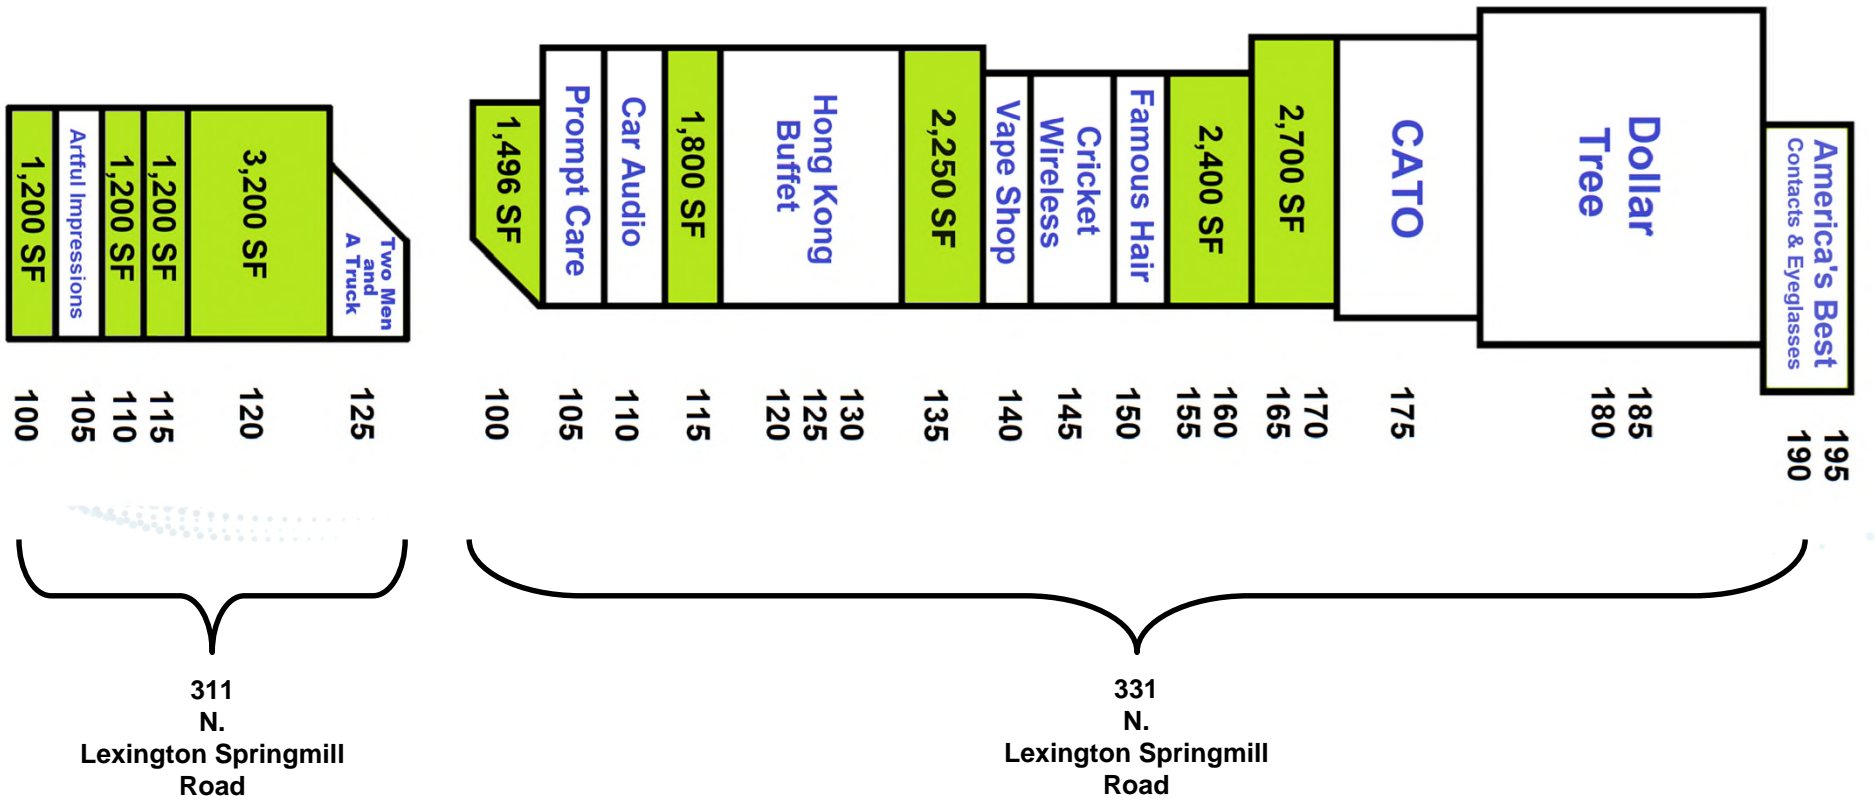 1,200 SF
Artful Impressions
1,200 SF
1,200 SF
3,200 SF
Two Men
and
A Truck
1,496 SF
Prompt Care
Car Audio
1,800 SF
Hong Kong
Buffet
2,250 SF
Vape Shop
Cricket
Wireless
Famous Hair
2,400 SF
2,700 SF
CATO
Dollar
Tree
America's Best
Contacts & Eyeglasses
100
105
110
115
120
125
100
105
110
115
120
125
130
135
140
145
150
155
160
165
170
175
180
185
190
195
311
N.
Lexington Springmill
Road
331
N.
Lexington Springmill
Road